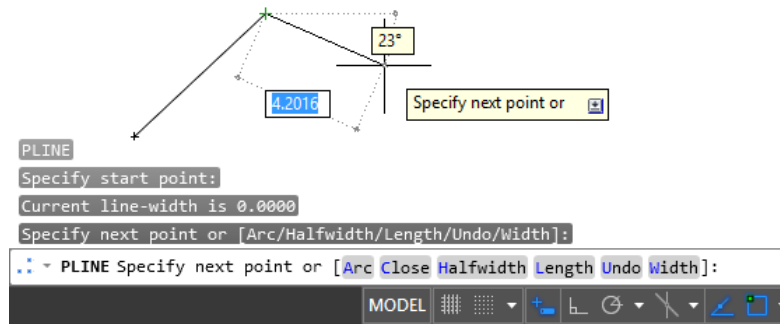 23°
4.2016
Specify next point or
PLINE
Specify start point:
Current line-width is 0.0000
Specify next point or [Arc/Halfwidth/Length/Undo/Width]:
PLINE Specify next point or [Arc Close Halfwidth Length Undo Width]:
MODEL